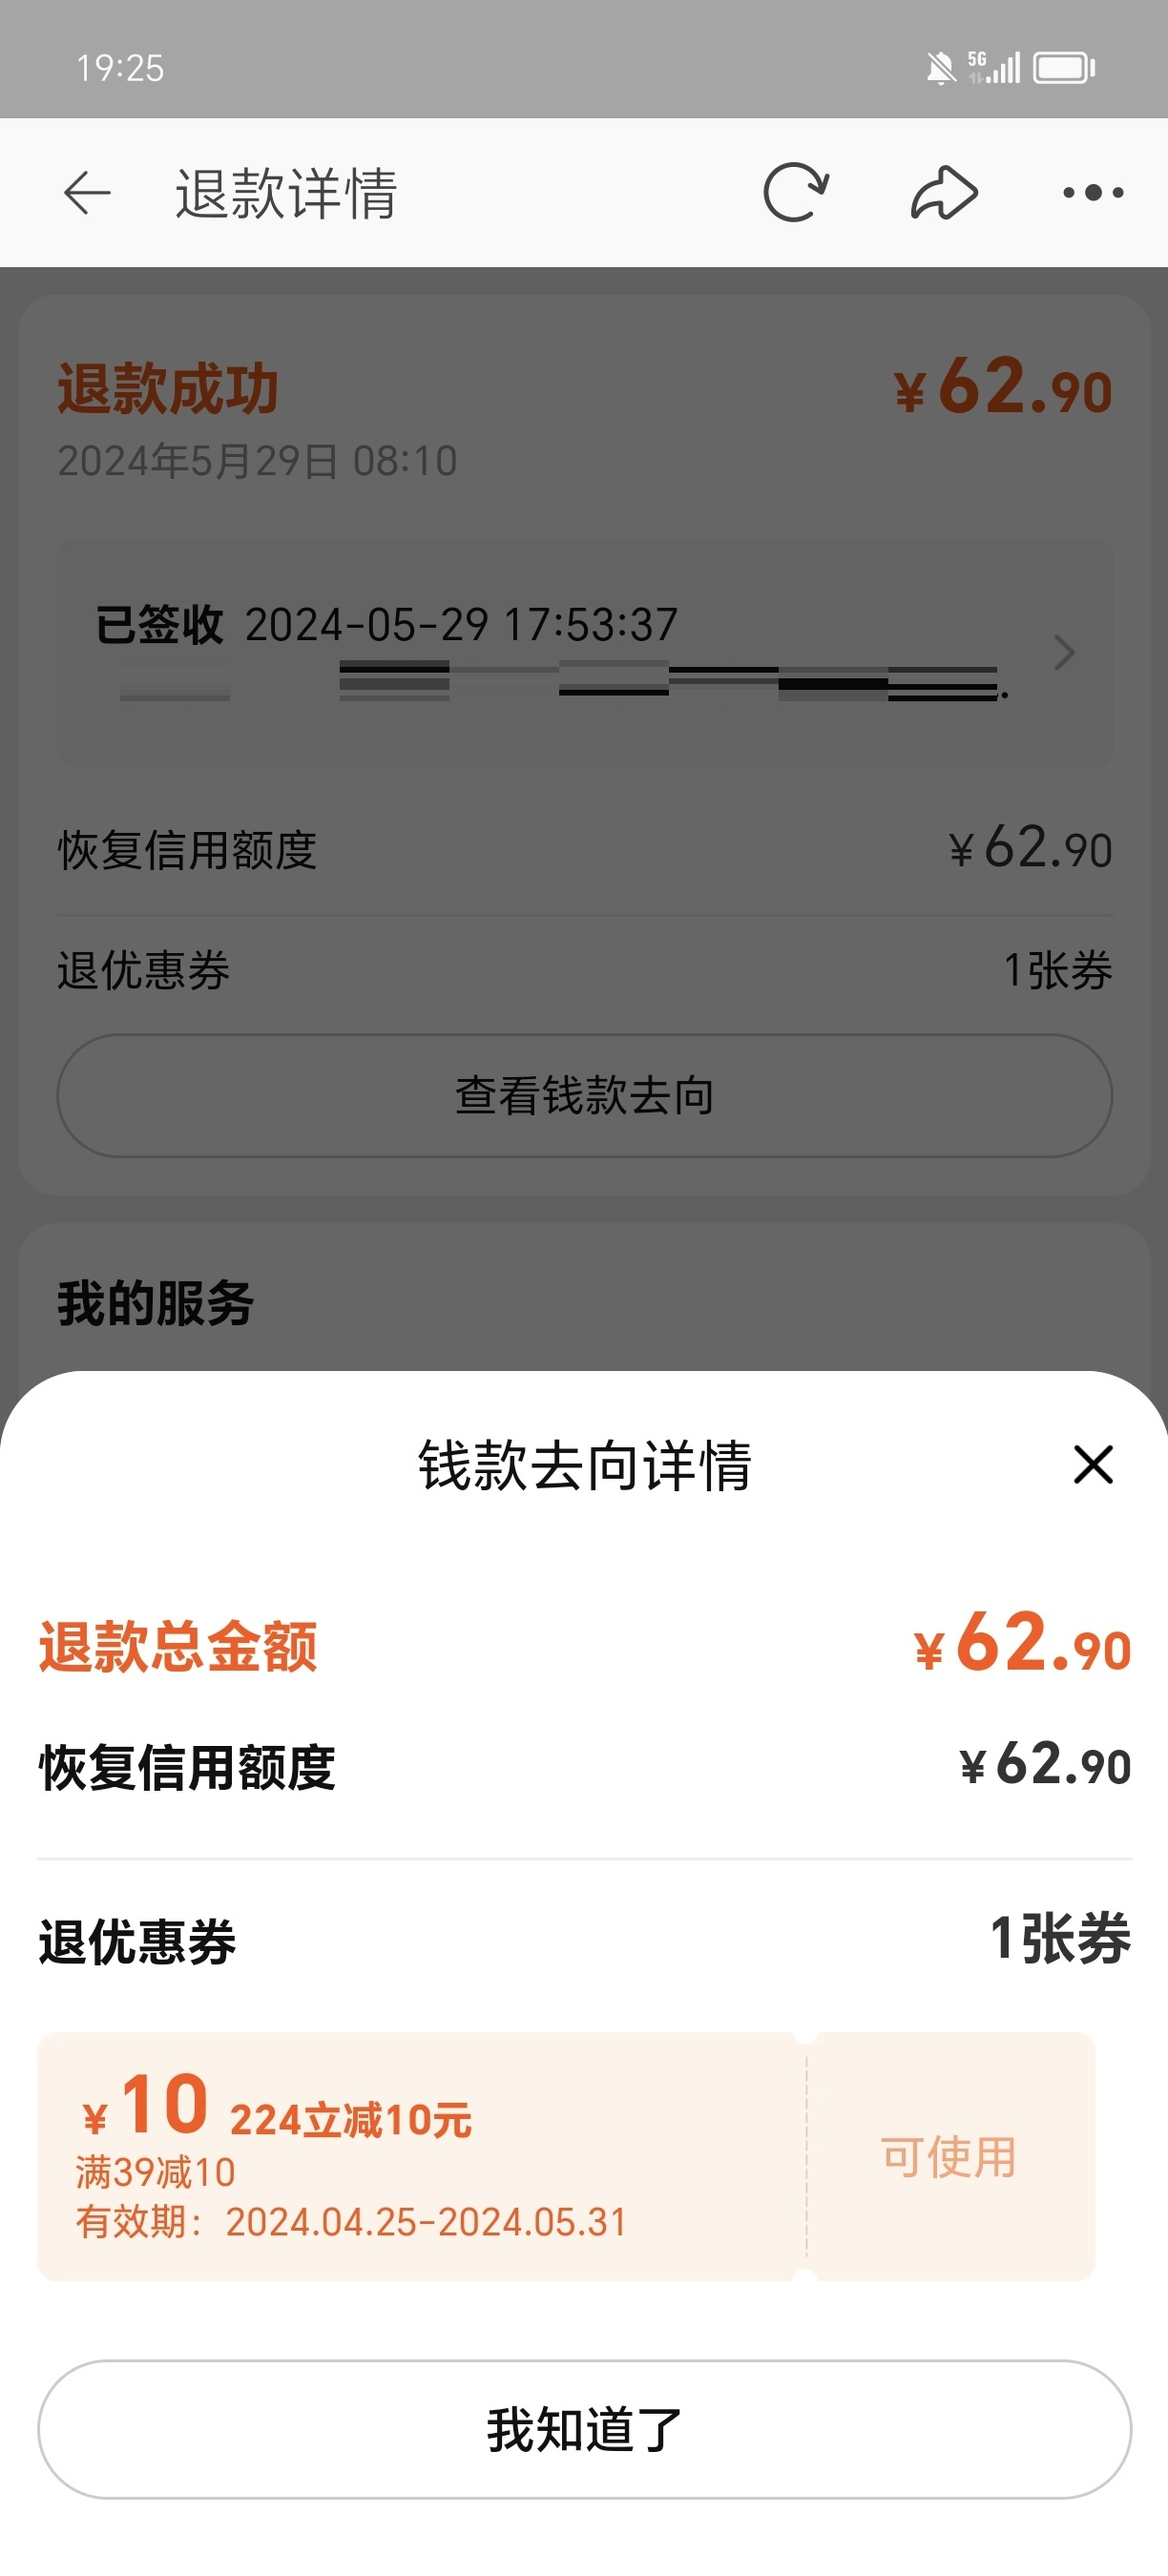 19:25
5G
退款详情
退款成功 ￥62.90
2024年5月29日 08:10
已签收 2024-05-29 17:53:37
恢复信用额度 ￥62.90
退优惠券 1张券
查看钱款去向
我的服务
钱款去向详情
退款总金额 ￥62.90
恢复信用额度 ￥62.90
退优惠券 1张券
￥10 224立减10元
满39减10
有效期：2024.04.25-2024.05.31
可使用
我知道了